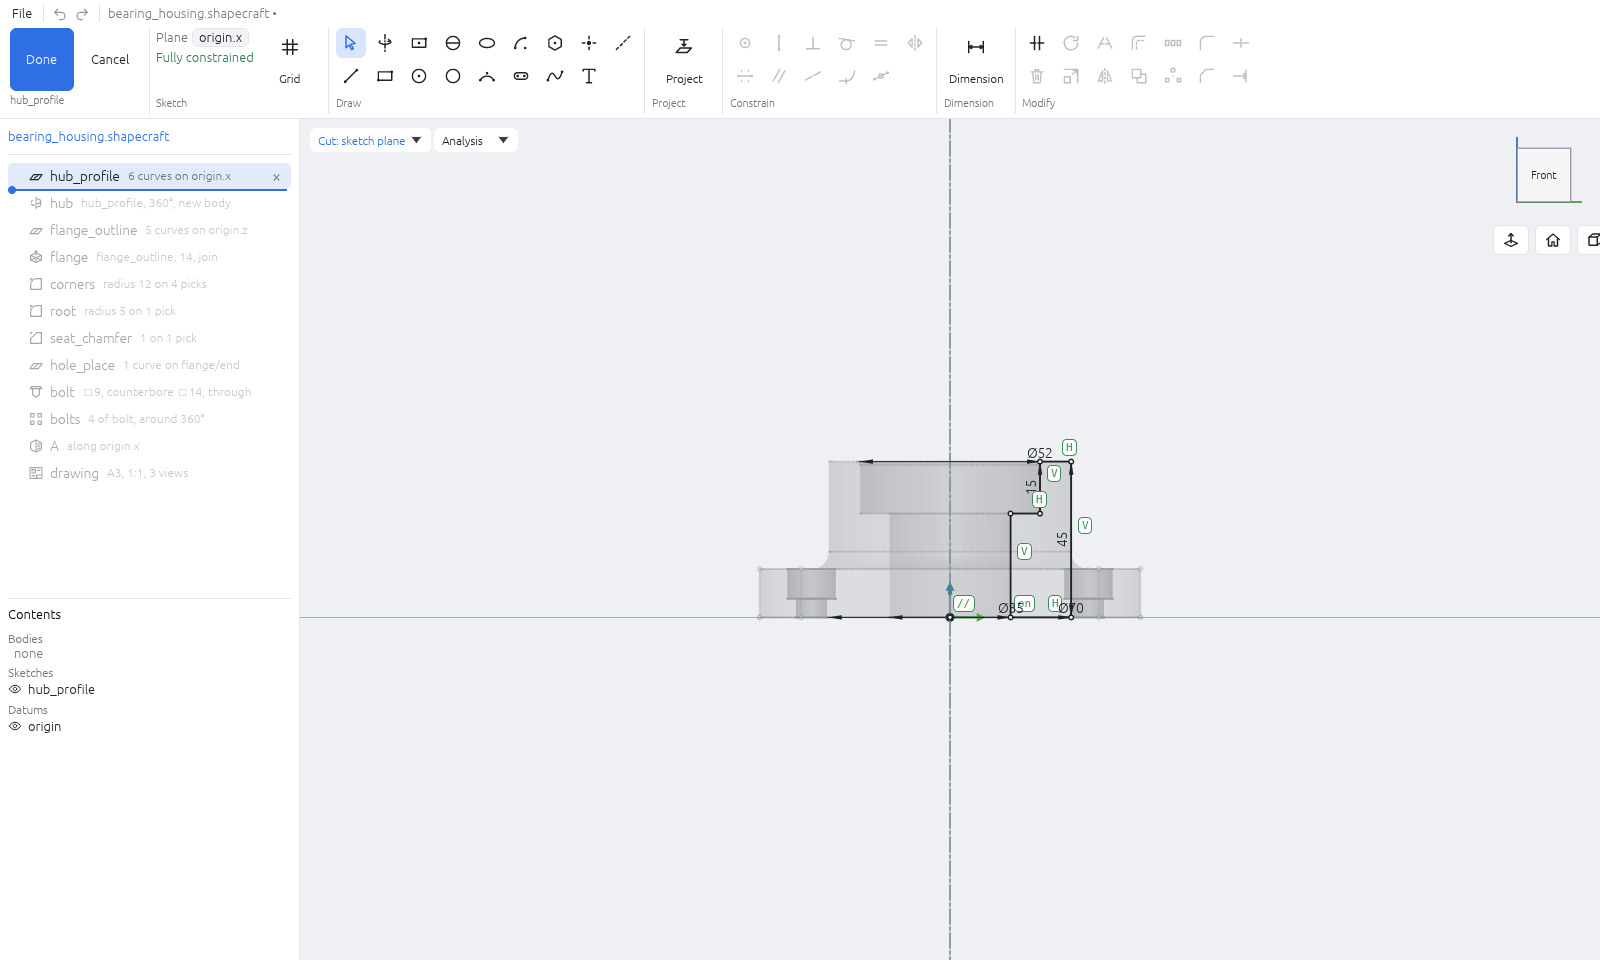 File
bearing_housing.shapecraft •
Done
Cancel
hub_profile
Plane origin.x
Fully constrained
Sketch
Grid
Draw
Project
Project
Constrain
Dimension
Dimension
Modify
bearing_housing.shapecraft
hub_profile 6 curves on origin.x ×
hub hub_profile, 360°, new body
flange_outline 5 curves on origin.z
flange flange_outline, 14, join
corners radius 12 on 4 picks
root radius 5 on 1 pick
seat_chamfer 1 on 1 pick
hole_place 1 curve on flange/end
bolt □9, counterbore □14, through
bolts 4 of bolt, around 360°
A along origin.x
drawing A3, 1:1, 3 views
Contents
Bodies
none
Sketches
hub_profile
Datums
origin
Cut: sketch plane
Analysis
Front
Ø52
H
V
15
H
V
45
V
//
Ø35
H
Ø70